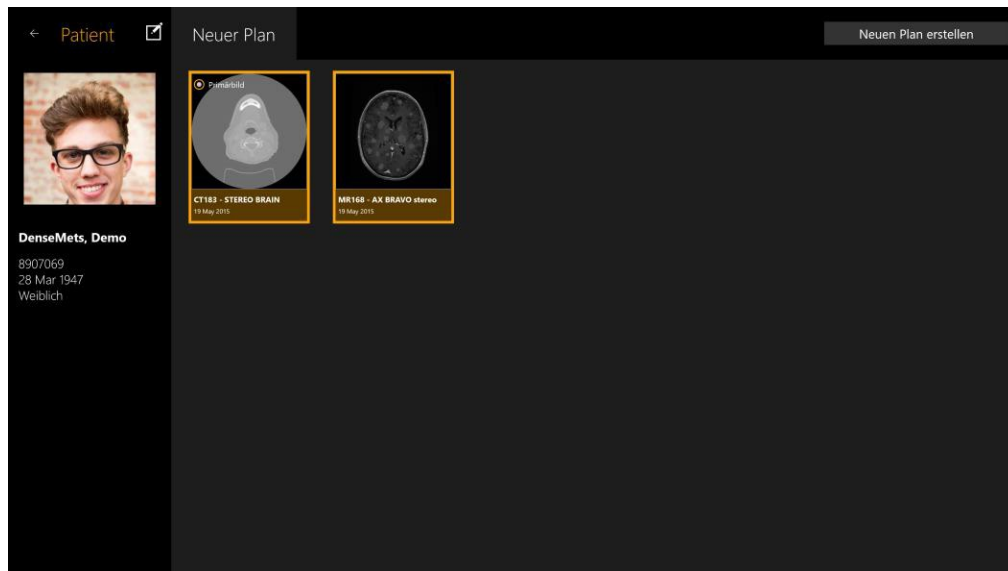 Patient
Neuer Plan
Neuen Plan erstellen
Primärbild
CT183 - STEREO BRAIN
19 May 2015
MR168 - AX BRAVO stereo
19 May 2015
DenseMets, Demo
8907069
28 Mar 1947
Weiblich